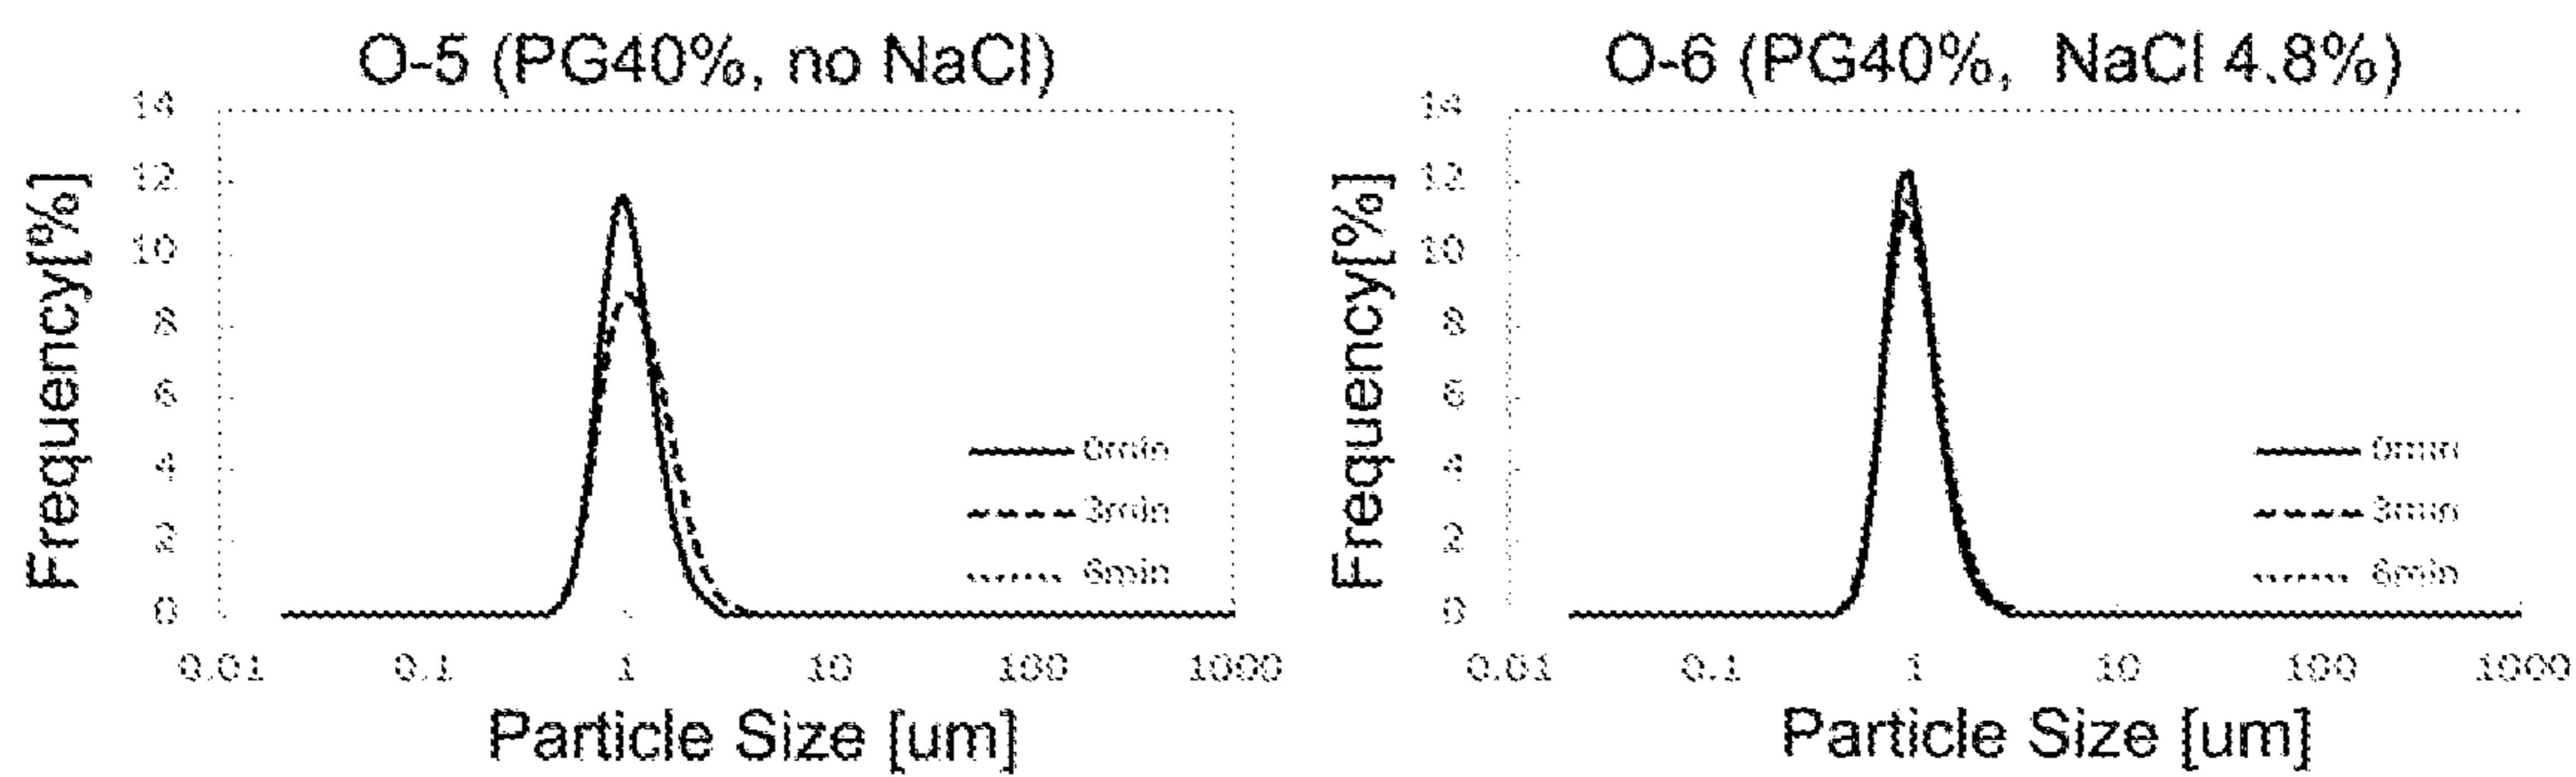 O-5 (PG40%, no NaCl)
14
12
10
8
6
4
2
0
Frequency[%]
0min
3min
6min
0.01 0.1 1 10 100 1000
Particle Size [um]
O-6 (PG40%, NaCl 4.8%)
14
12
10
8
6
4
2
0
Frequency[%]
0min
3min
6min
0.01 0.1 1 10 100 1000
Particle Size [um]